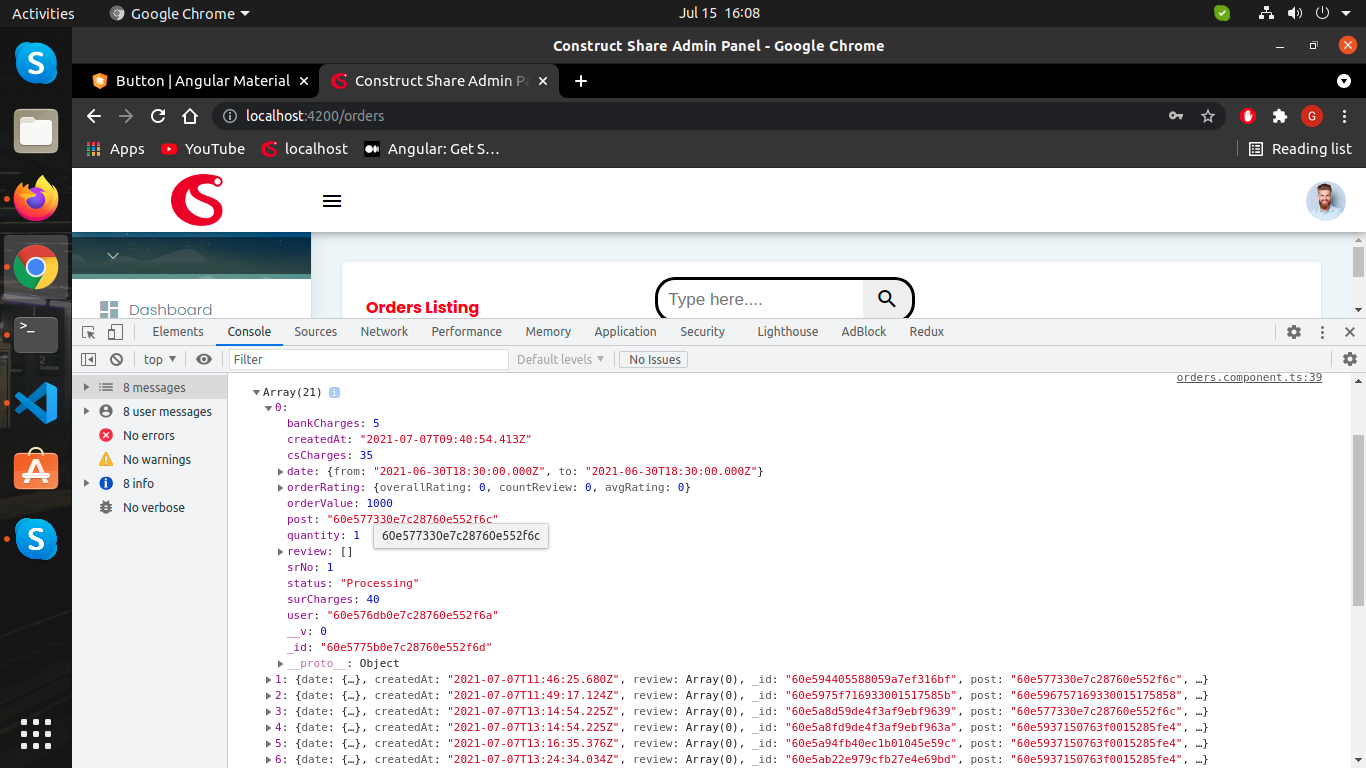 Activities Google Chrome Jul 15 16:08
Construct Share Admin Panel - Google Chrome
Button | Angular Material Construct Share Admin Pa
localhost:4200/orders G
Apps YouTube localhost Angular: Get S… Reading list
Dashboard
Orders Listing Type here....
Elements Console Sources Network Performance Memory Application Security Lighthouse AdBlock Redux
top Filter Default levels No Issues
8 messages
8 user messages
No errors
No warnings
8 info
No verbose
orders.component.ts:39
Array(21) i
0:
bankCharges: 5
createdAt: "2021-07-07T09:40:54.413Z"
csCharges: 35
date: {from: "2021-06-30T18:30:00.000Z", to: "2021-06-30T18:30:00.000Z"}
orderRating: {overallRating: 0, countReview: 0, avgRating: 0}
orderValue: 1000
post: "60e577330e7c28760e552f6c"
quantity: 1
60e577330e7c28760e552f6c
review: []
srNo: 1
status: "Processing"
surCharges: 40
user: "60e576db0e7c28760e552f6a"
__v: 0
_id: "60e5775b0e7c28760e552f6d"
__proto__: Object
1: {date: {…}, createdAt: "2021-07-07T11:46:25.680Z", review: Array(0), _id: "60e594405588059a7ef316bf", post: "60e577330e7c28760e552f6c", …}
2: {date: {…}, createdAt: "2021-07-07T11:49:17.124Z", review: Array(0), _id: "60e5975f716933001517585b", post: "60e596757169330015175858", …}
3: {date: {…}, createdAt: "2021-07-07T13:14:54.225Z", review: Array(0), _id: "60e5a8d59de4f3af9ebf9639", post: "60e577330e7c28760e552f6c", …}
4: {date: {…}, createdAt: "2021-07-07T13:14:54.225Z", review: Array(0), _id: "60e5a8fd9de4f3af9ebf963a", post: "60e5937150763f0015285fe4", …}
5: {date: {…}, createdAt: "2021-07-07T13:16:35.376Z", review: Array(0), _id: "60e5a94fb40ec1b01045e59c", post: "60e5937150763f0015285fe4", …}
6: {date: {…}, createdAt: "2021-07-07T13:24:34.034Z", review: Array(0), _id: "60e5ab22e979cfb27e4e69bd", post: "60e5937150763f0015285fe4", …}